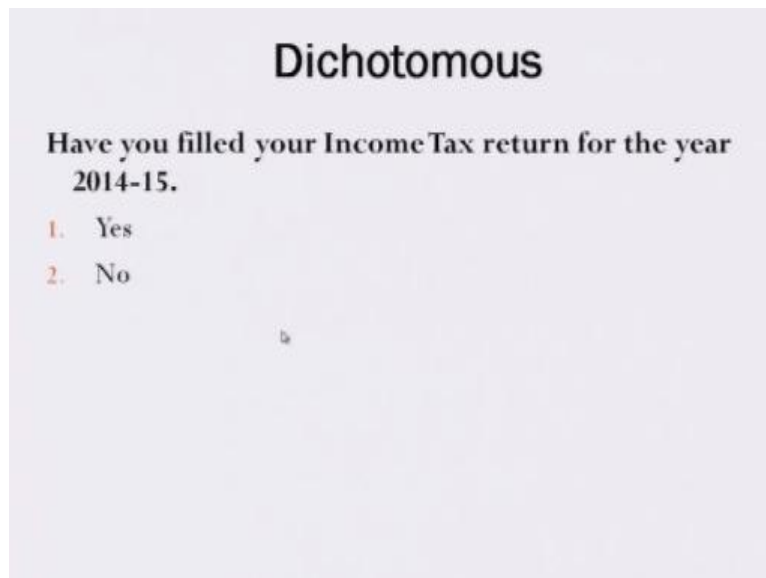 Dichotomous
Have you filled your Income Tax return for the year
2014-15.
1. Yes
2. No